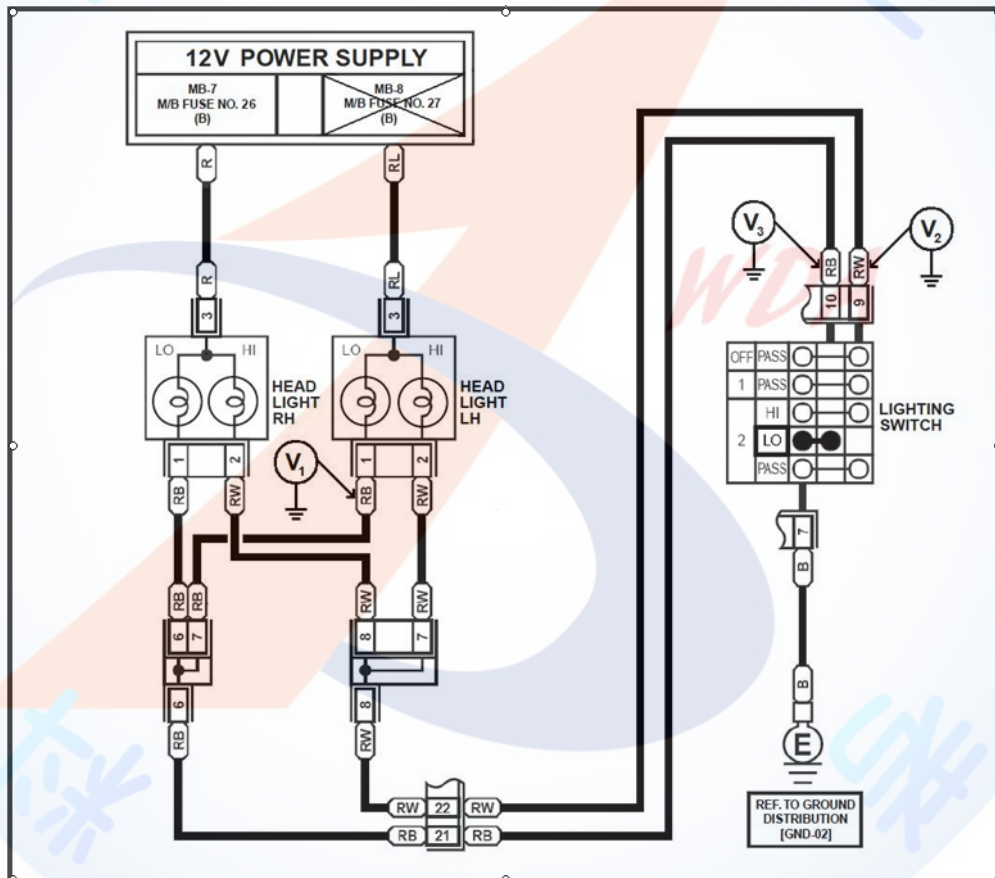 12V POWER SUPPLY
MB-7
M/B FUSE NO. 26
(B)
MB-8
M/B FUSE NO. 27
(B)
R
RL
R
RL
3
3
LO
HI
HEAD
LIGHT
RH
LO
HI
HEAD
LIGHT
LH
1
2
1
2
RB
RW
V1
RB
RW
RB
RB
RW
RW
6
7
8
7
6
8
RB
RW
RW
22
RW
RB
21
RB
V3
V2
RB
RW
10
9
WDA
OFF
PASS
1
PASS
HI
2
LO
PASS
LIGHTING
SWITCH
7
B
B
E
REF. TO GROUND
DISTRIBUTION
[GND-02]